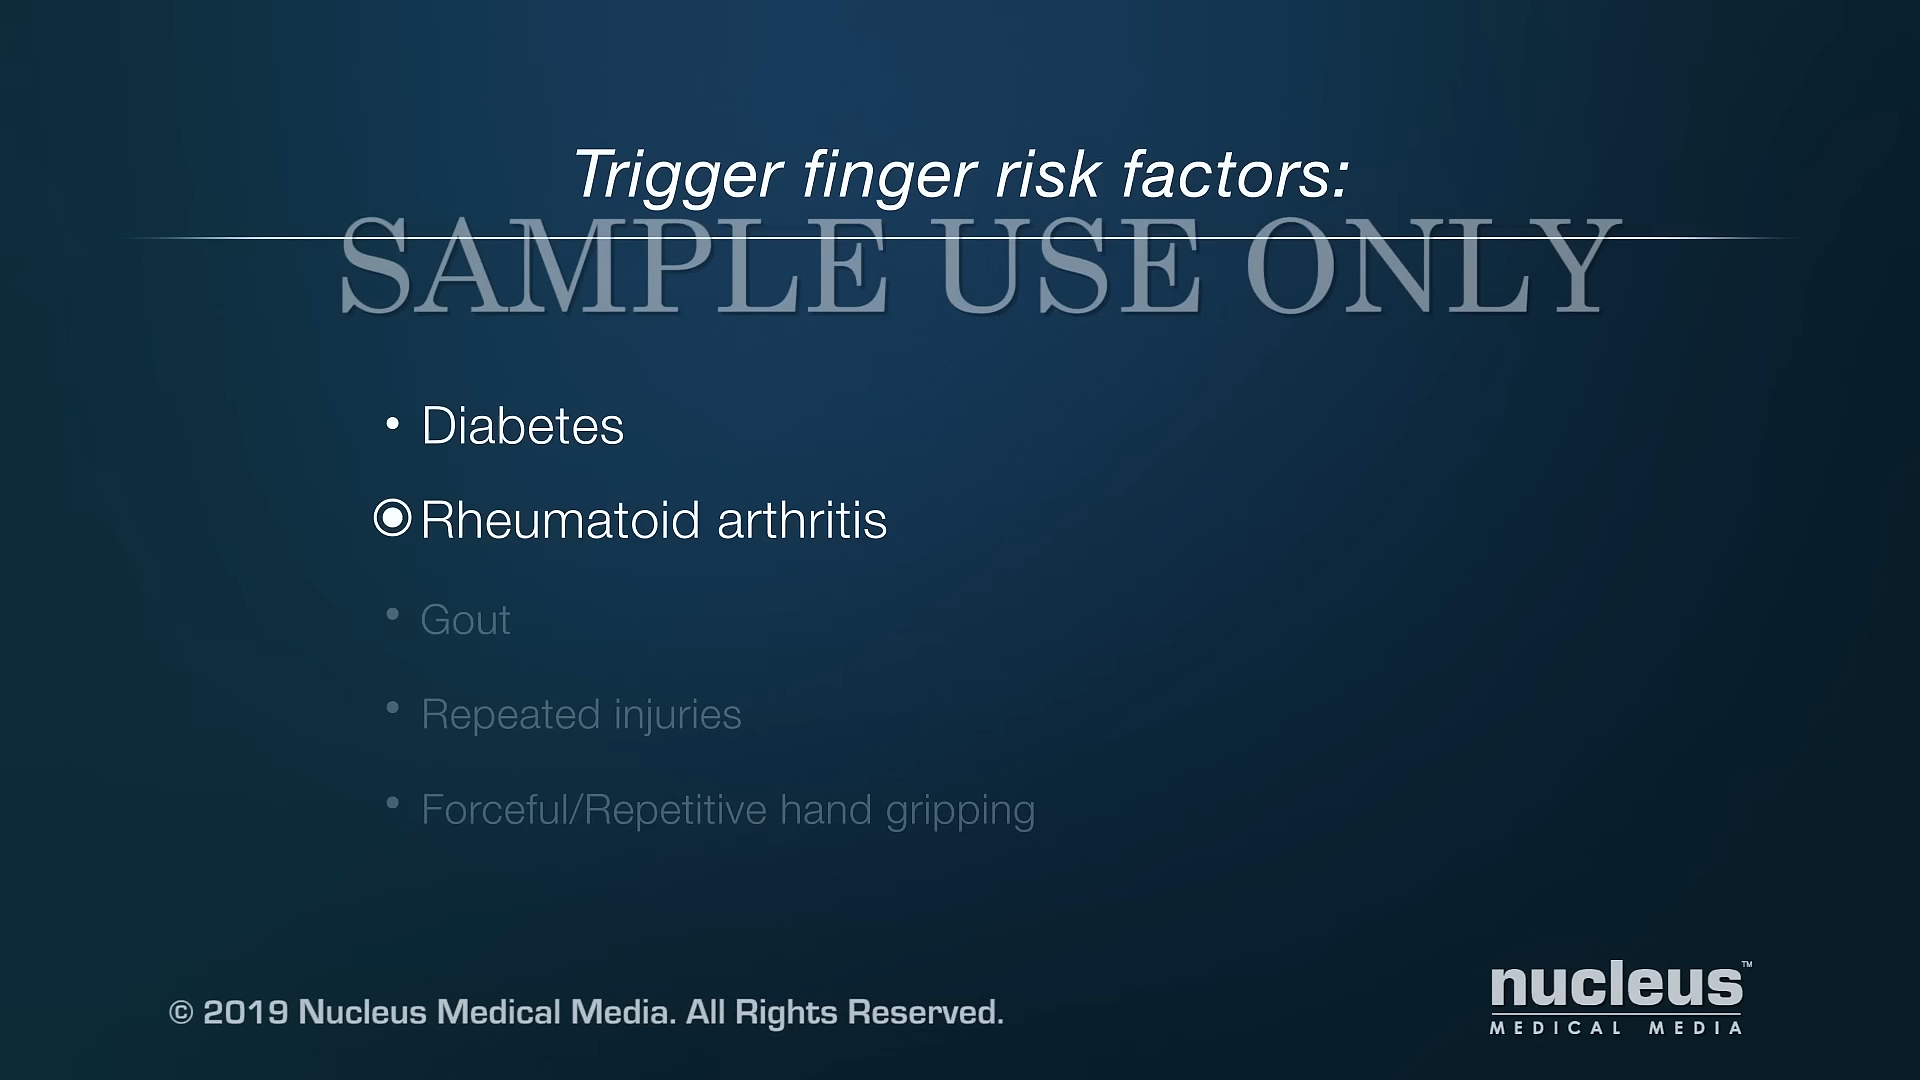 Trigger finger risk factors:
SAMPLE USE ONLY
• Diabetes
Rheumatoid arthritis
• Gout
• Repeated injuries
• Forceful/Repetitive hand gripping
© 2019 Nucleus Medical Media. All Rights Reserved.
nucleus™
MEDICAL MEDIA